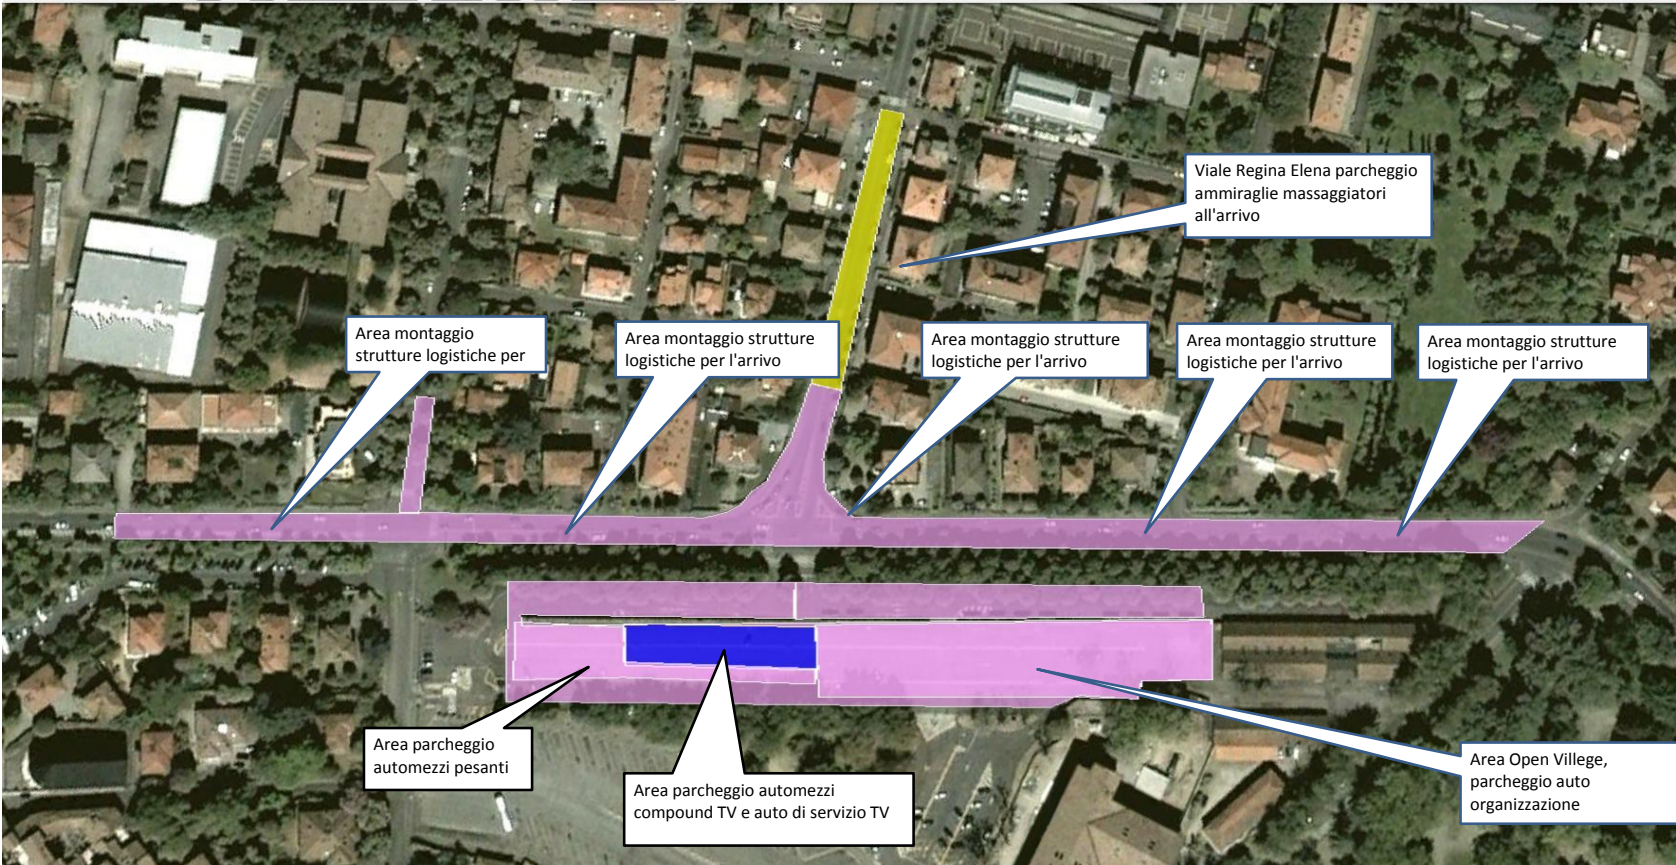 Viale Regina Elena parcheggio
ammiraglie massaggiatori
all'arrivo
Area montaggio
strutture logistiche per
Area montaggio strutture
logistiche per l'arrivo
Area montaggio strutture
logistiche per l'arrivo
Area montaggio strutture
logistiche per l'arrivo
Area montaggio strutture
logistiche per l'arrivo
Area parcheggio
automezzi pesanti
Area parcheggio automezzi
compound TV e auto di servizio TV
Area Open Villege,
parcheggio auto
organizzazione